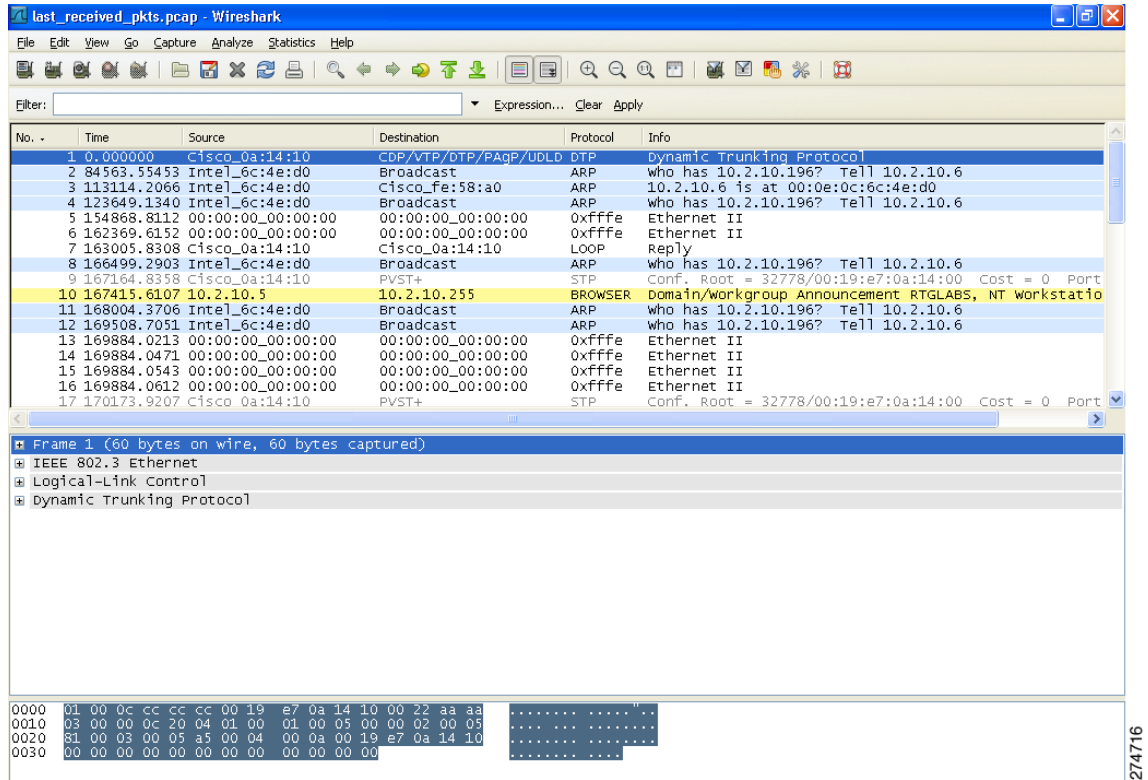 last_received_pkts.pcap - Wireshark
File Edit View Go Capture Analyze Statistics Help
Filter: Expression... Clear Apply
No. - Time Source Destination Protocol Info
1 0.000000 Cisco_0a:14:10 CDP/VTP/DTP/PAgP/UDLD DTP Dynamic Trunking Protocol
2 84563.55453 Intel_6c:4e:d0 Broadcast ARP who has 10.2.10.196? Tell 10.2.10.6
3 113114.2066 Intel_6c:4e:d0 Cisco_fe:58:a0 ARP 10.2.10.6 is at 00:0e:0c:6c:4e:d0
4 123649.1340 Intel_6c:4e:d0 Broadcast ARP who has 10.2.10.196? Tell 10.2.10.6
5 154868.8112 00:00:00_00:00:00 00:00:00_00:00:00 0xfffe Ethernet II
6 162369.6152 00:00:00_00:00:00 00:00:00_00:00:00 0xfffe Ethernet II
7 163005.8308 Cisco_0a:14:10 Cisco_0a:14:10 LOOP Reply
8 166499.2903 Intel_6c:4e:d0 Broadcast ARP who has 10.2.10.196? Tell 10.2.10.6
9 167164.8358 Cisco_0a:14:10 PVST+ STP Conf. Root = 32778/00:19:e7:0a:14:00 Cost = 0 Port
10 167415.6107 10.2.10.5 10.2.10.255 BROWSER Domain/Workgroup Announcement RTGLABS, NT Workstatio
11 168004.3706 Intel_6c:4e:d0 Broadcast ARP who has 10.2.10.196? Tell 10.2.10.6
12 169508.7051 Intel_6c:4e:d0 Broadcast ARP who has 10.2.10.196? Tell 10.2.10.6
13 169884.0213 00:00:00_00:00:00 00:00:00_00:00:00 0xfffe Ethernet II
14 169884.0471 00:00:00_00:00:00 00:00:00_00:00:00 0xfffe Ethernet II
15 169884.0543 00:00:00_00:00:00 00:00:00_00:00:00 0xfffe Ethernet II
16 169884.0612 00:00:00_00:00:00 00:00:00_00:00:00 0xfffe Ethernet II
17 170173.9207 Cisco_0a:14:10 PVST+ STP Conf. Root = 32778/00:19:e7:0a:14:00 Cost = 0 Port
Frame 1 (60 bytes on wire, 60 bytes captured)
IEEE 802.3 Ethernet
Logical-Link Control
Dynamic Trunking Protocol
0000 01 00 0c cc cc cc 00 19 e7 0a 14 10 00 22 aa aa ........ ....."..
0010 03 00 00 0c 20 04 01 00 01 00 05 00 00 02 00 05 ........ ........
0020 81 00 03 00 05 a5 00 04 00 0a 00 19 e7 0a 14 10 ........ ........
0030 00 00 00 00 00 00 00 00 00 00 00 00 ........ ....
274716